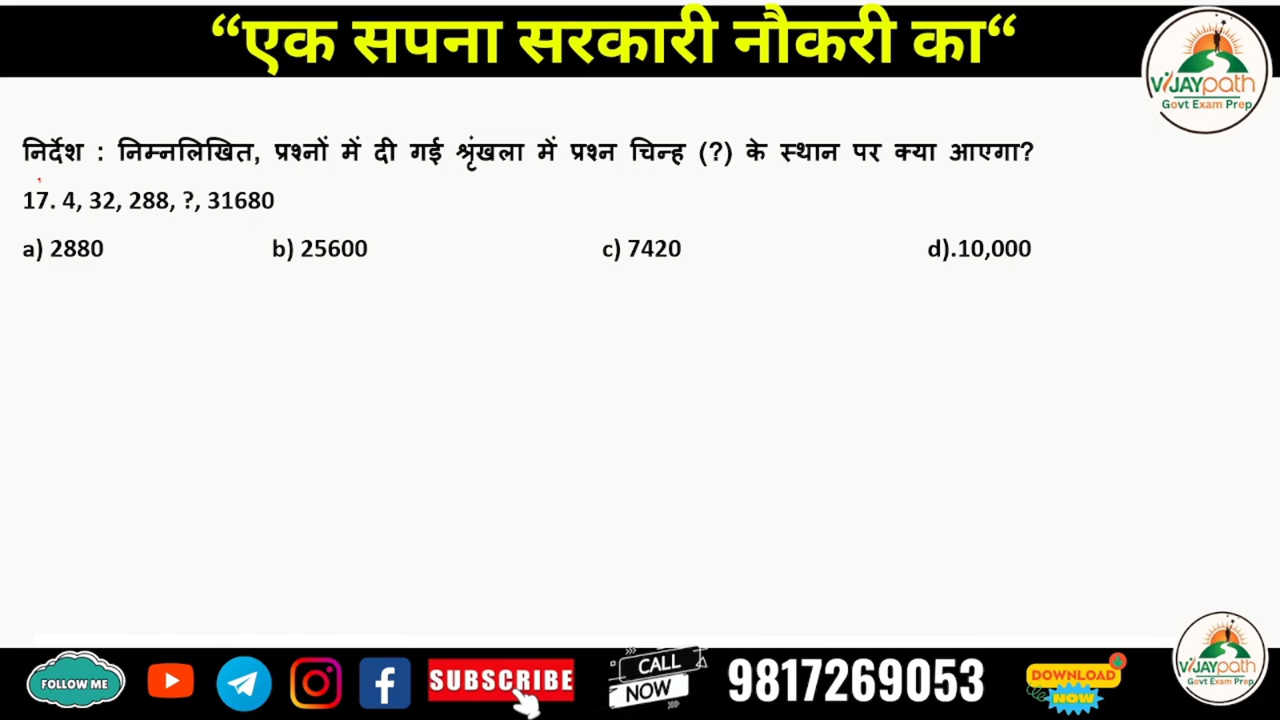 “एक सपना सरकारी नौकरी का“
VIJAYpath
Govt Exam Prep
निर्देश : निम्नलिखित, प्रश्नों में दी गई श्रृंखला में प्रश्न चिन्ह (?) के स्थान पर क्या आएगा?
17. 4, 32, 288, ?, 31680
a) 2880 b) 25600 c) 7420 d).10,000
FOLLOW ME
SUBSCRIBE
CALL
NOW
9817269053
DOWNLOAD
NOW
VIJAYpath
Govt Exam Prep